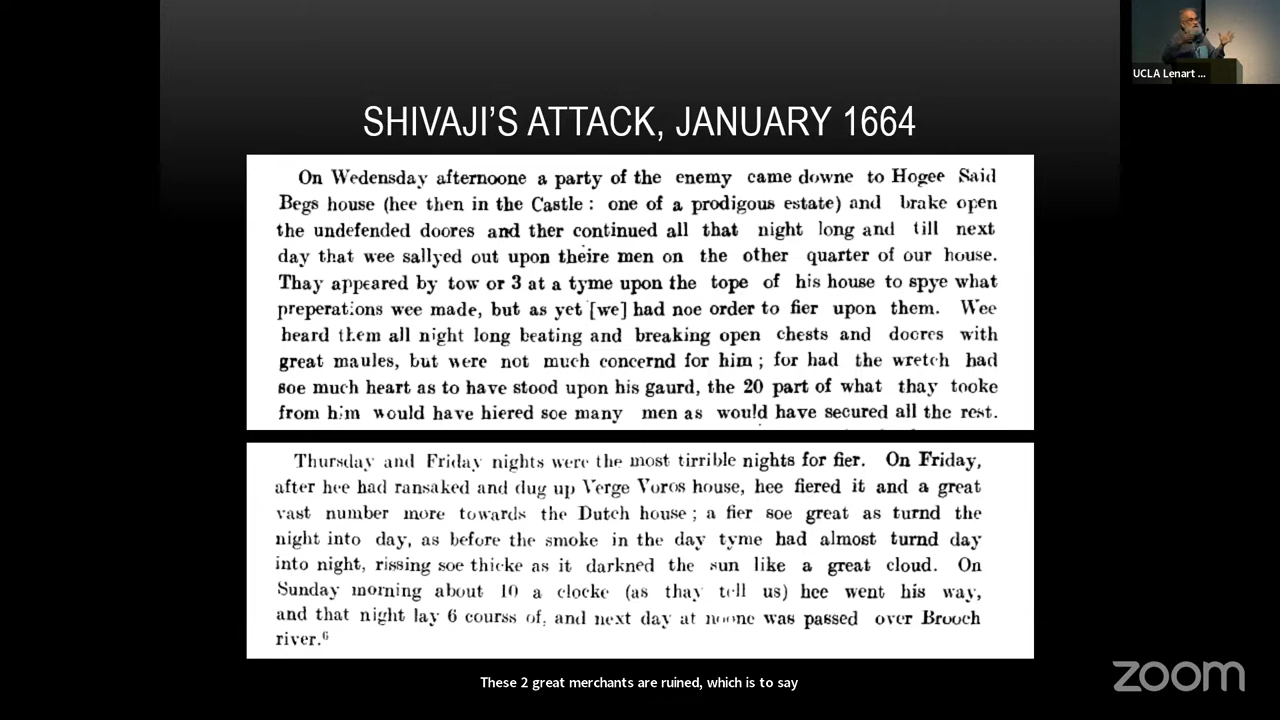 UCLA Lenart ...
SHIVAJI'S ATTACK, JANUARY 1664
On Wedensday afternoone a party of the enemy came downe to Hogee Said
Begs house (hee then in the Castle : one of a prodigous estate) and brake open
the undefended doores and ther continued all that night long and till next
day that wee sallyed out upon theire men on the other quarter of our house.
Thay appeared by tow or 3 at a tyme upon the tope of his house to spye what
preperations wee made, but as yet [we] had noe order to fier upon them. Wee
heard them all night long beating and breaking open chests and doores with
great maules, but were not much concernd for him ; for had the wretch had
soe much heart as to have stood upon his gaurd, the 20 part of what thay tooke
from him would have hiered soe many men as would have secured all the rest.
Thursday and Friday nights were the most tirrible nights for fier. On Friday,
after hee had ransaked and dug up Verge Voros house, hee fiered it and a great
vast number more towards the Dutch house ; a fier soe great as turnd the
night into day, as before the smoke in the day tyme had almost turnd day
into night, rissing soe thicke as it darkned the sun like a great cloud. On
Sunday morning about 10 a clocke (as thay tell us) hee went his way,
and that night lay 6 courss of, and next day at noone was passed over Brooch
river.⁶
These 2 great merchants are ruined, which is to say
zoom